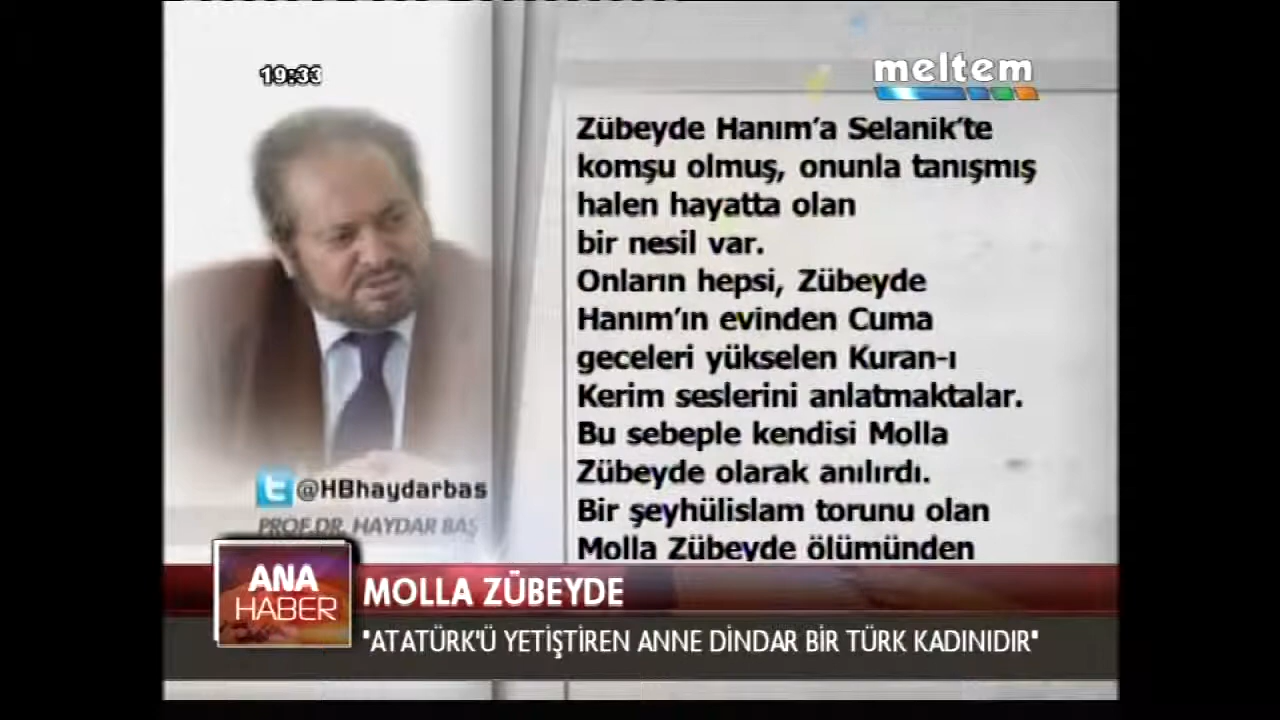 19:33
meltem
Zübeyde Hanım’a Selanik’te
komşu olmuş, onunla tanışmış
halen hayatta olan
bir nesil var.
Onların hepsi, Zübeyde
Hanım’ın evinden Cuma
geceleri yükselen Kuran-ı
Kerim seslerini anlatmaktalar.
Bu sebeple kendisi Molla
Zübeyde olarak anılırdı.
Bir şeyhülislam torunu olan
Molla Zübeyde ölümünden
@HBhaydarbas
PROF.DR. HAYDAR BAŞ
ANA
HABER
MOLLA ZÜBEYDE
"ATATÜRK'Ü YETİŞTİREN ANNE DİNDAR BİR TÜRK KADINIDIR"